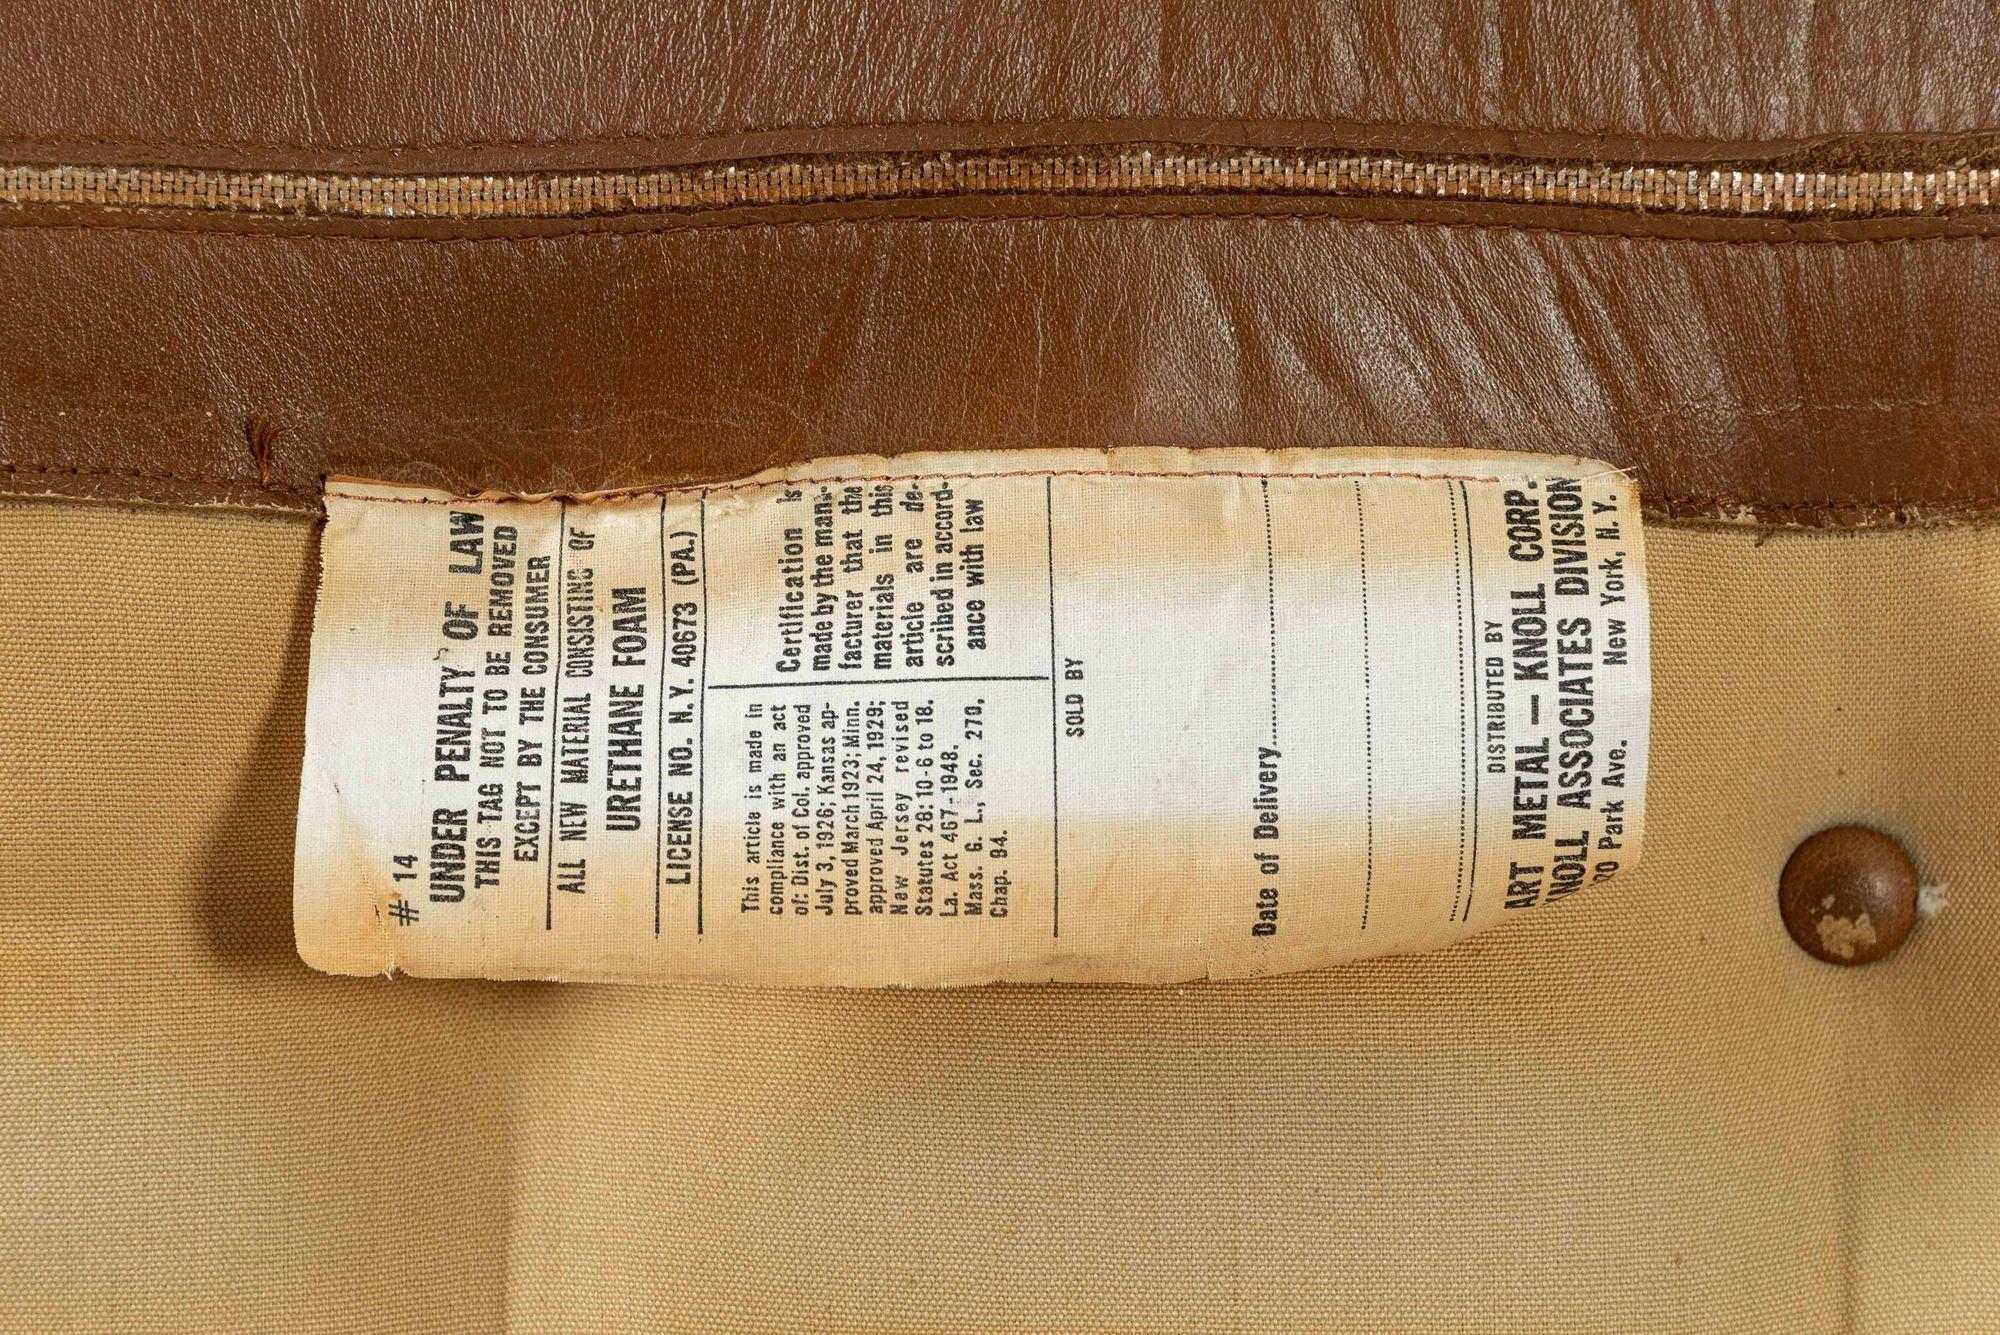 # 14
UNDER PENALTY OF LAW
THIS TAG NOT TO BE REMOVED
EXCEPT BY THE CONSUMER
ALL NEW MATERIAL CONSISTING OF
URETHANE FOAM
LICENSE NO. N. Y. 40673 (PA.)
This article is made in
compliance with an act
of: Dist. of Col. approved
July 3, 1926; Kansas ap-
proved March 1923; Minn.
approved April 24, 1929;
New Jersey revised
Statutes 26: 10-6 to 18.
La. Act 467-1948.
Mass. G. L., Sec. 270,
Chap. 94.
Certification is
made by the man-
facturer that the
materials in this
article are de-
scribed in accord-
ance with law
SOLD BY
Date of Delivery
DISTRIBUTED BY
ART METAL — KNOLL CORP.
KNOLL ASSOCIATES DIVISION
Park Ave. New York, N. Y.